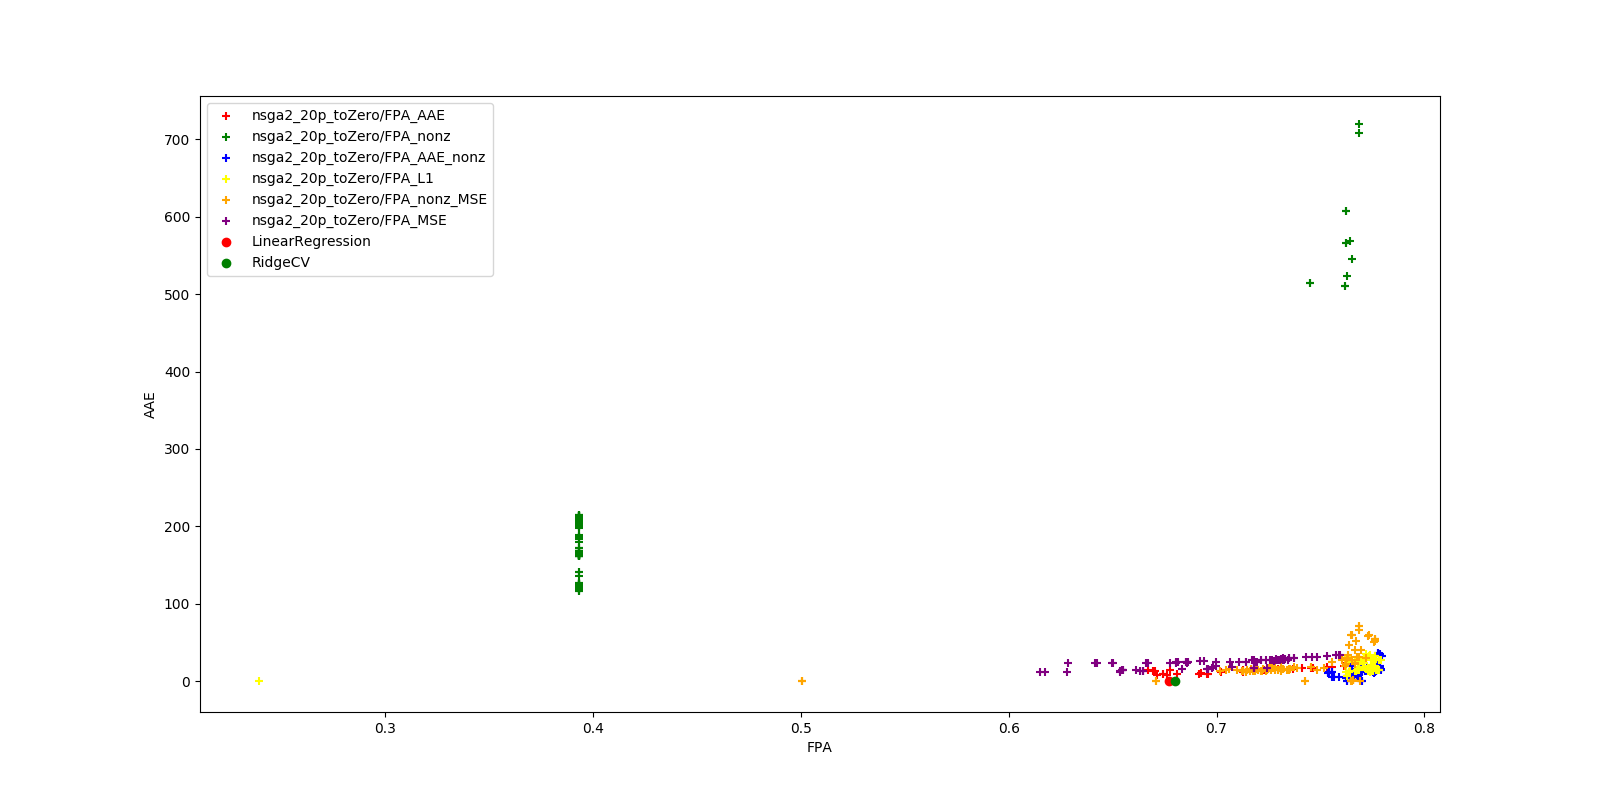 nsga2_20p_toZero/FPA_AAE
nsga2_20p_toZero/FPA_nonz
nsga2_20p_toZero/FPA_AAE_nonz
nsga2_20p_toZero/FPA_L1
nsga2_20p_toZero/FPA_nonz_MSE
nsga2_20p_toZero/FPA_MSE
LinearRegression
RidgeCV
700
600
500
400
300
200
100
0
AAE
0.3
0.4
0.5
0.6
0.7
0.8
FPA